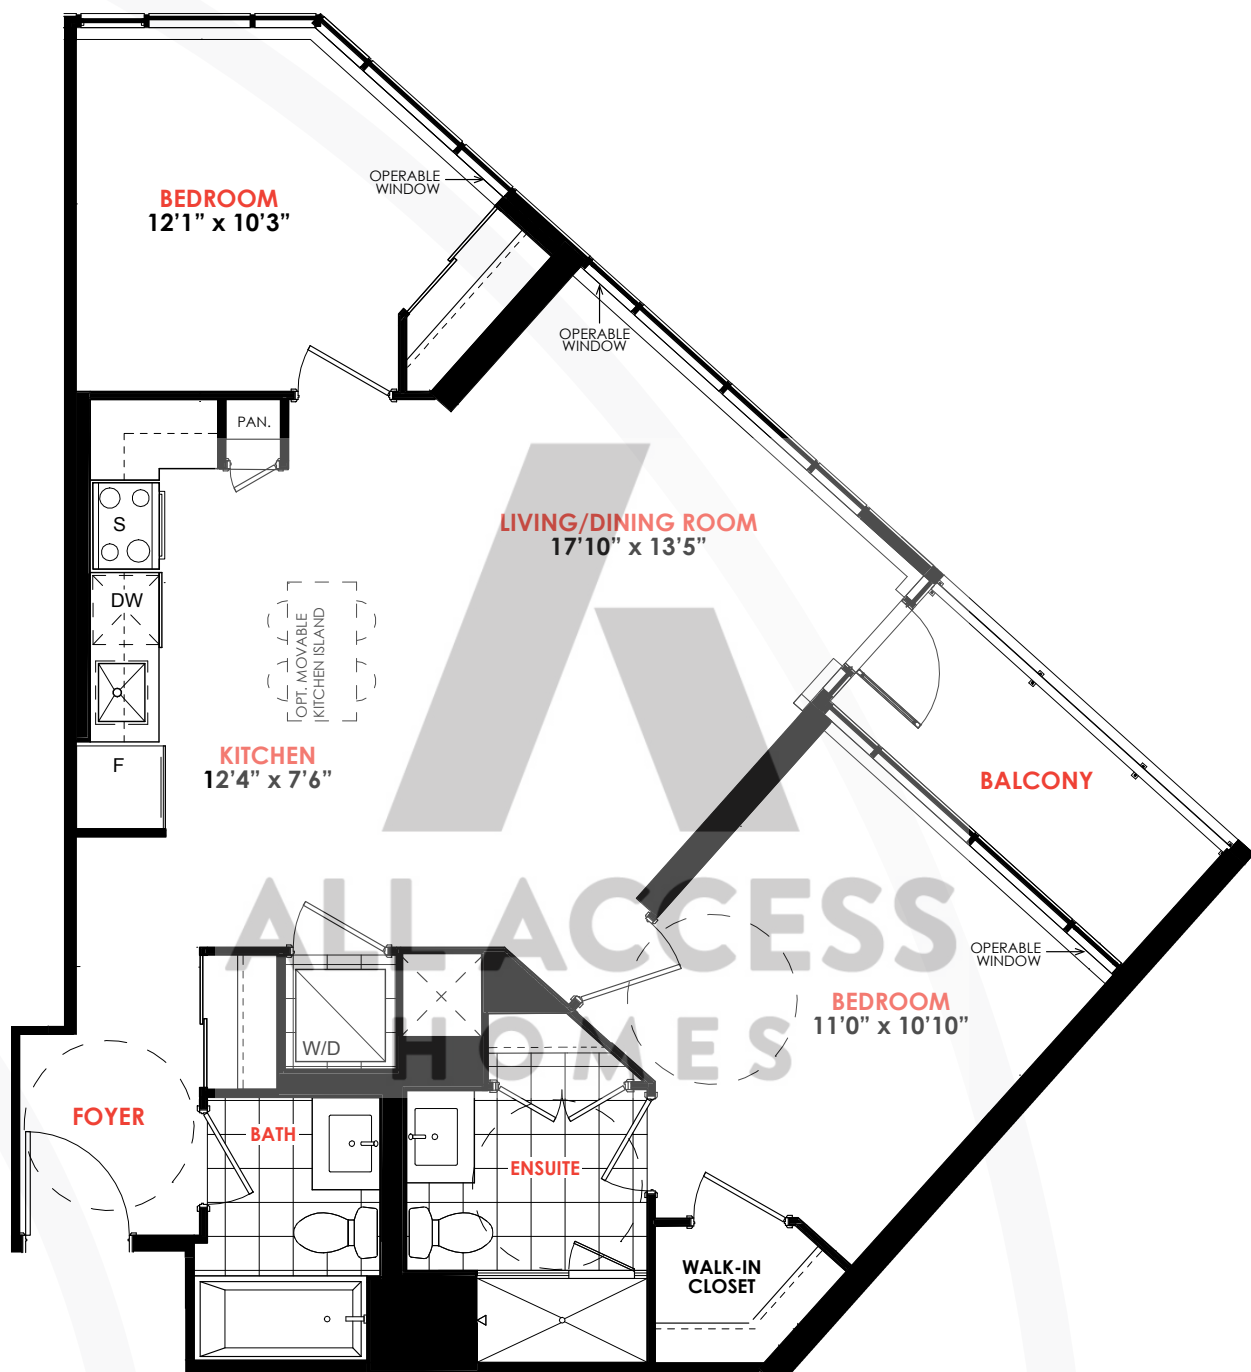 BEDROOM
12'1” x 10'3”
OPERABLE
WINDOW
OPERABLE
WINDOW
PAN.
S
DW
OPT. MOVABLE
KITCHEN ISLAND
LIVING/DINING ROOM
17'10” x 13'5”
F
KITCHEN
12'4” x 7'6”
BALCONY
ALL ACCESS
HOMES
OPERABLE
WINDOW
BEDROOM
11'0” x 10'10”
W/D
FOYER
BATH
ENSUITE
WALK-IN
CLOSET